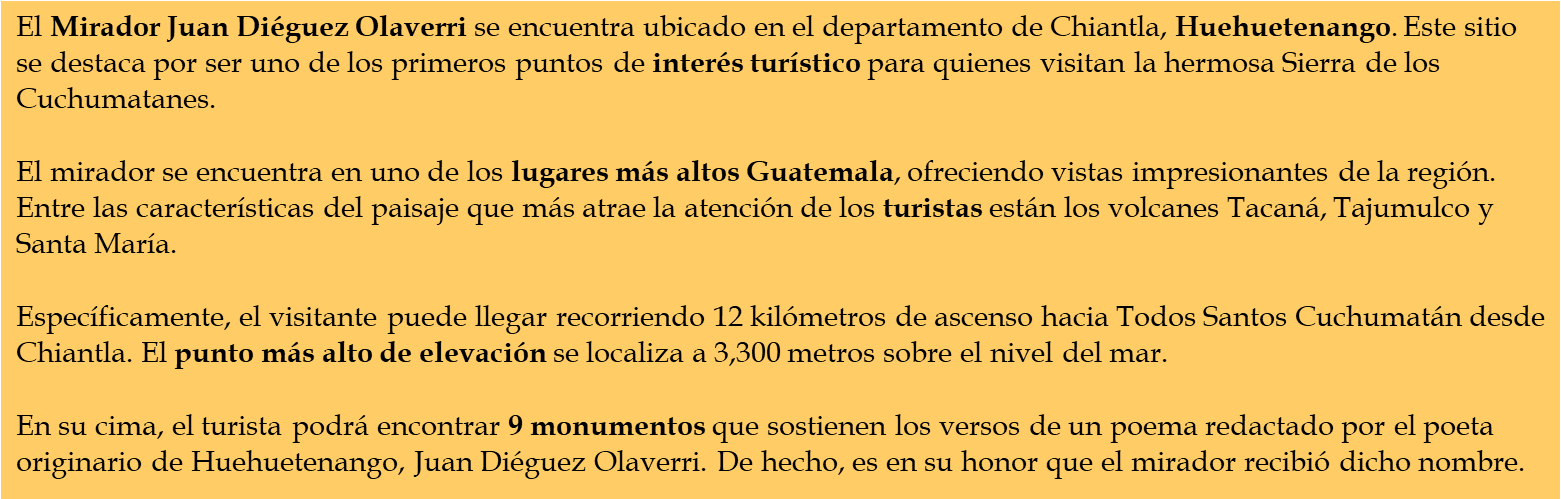 El Mirador Juan Diéguez Olaverri se encuentra ubicado en el departamento de Chiantla, Huehuetenango. Este sitio
se destaca por ser uno de los primeros puntos de interés turístico para quienes visitan la hermosa Sierra de los
Cuchumatanes.
El mirador se encuentra en uno de los lugares más altos Guatemala, ofreciendo vistas impresionantes de la región.
Entre las características del paisaje que más atrae la atención de los turistas están los volcanes Tacaná, Tajumulco y
Santa María.
Específicamente, el visitante puede llegar recorriendo 12 kilómetros de ascenso hacia Todos Santos Cuchumatán desde
Chiantla. El punto más alto de elevación se localiza a 3,300 metros sobre el nivel del mar.
En su cima, el turista podrá encontrar 9 monumentos que sostienen los versos de un poema redactado por el poeta
originario de Huehuetenango, Juan Diéguez Olaverri. De hecho, es en su honor que el mirador recibió dicho nombre.